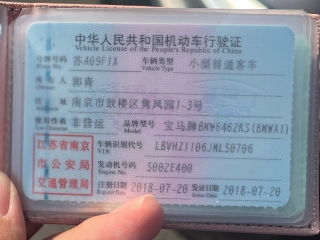 中华人民共和国机动车行驶证
Vehicle License of the People's Republic of China
号牌号码 苏A09F1X 车辆类型 小型普通客车
Plate No. Vehicle Type
所有人 郭青
Owner
住址 南京市鼓楼区隽凤园1-3号
Address
使用性质 非营运 品牌型号 宝马牌BMW6462KS(BMWX1)
Use Character Model
江苏省南京市公安局交通管理局
车辆识别代号 LBVHZ1106JML50706
VIN
发动机号码 5002E400
Engine No.
注册日期 2018-07-20 发证日期 2018-07-20
Register Date Issue Date